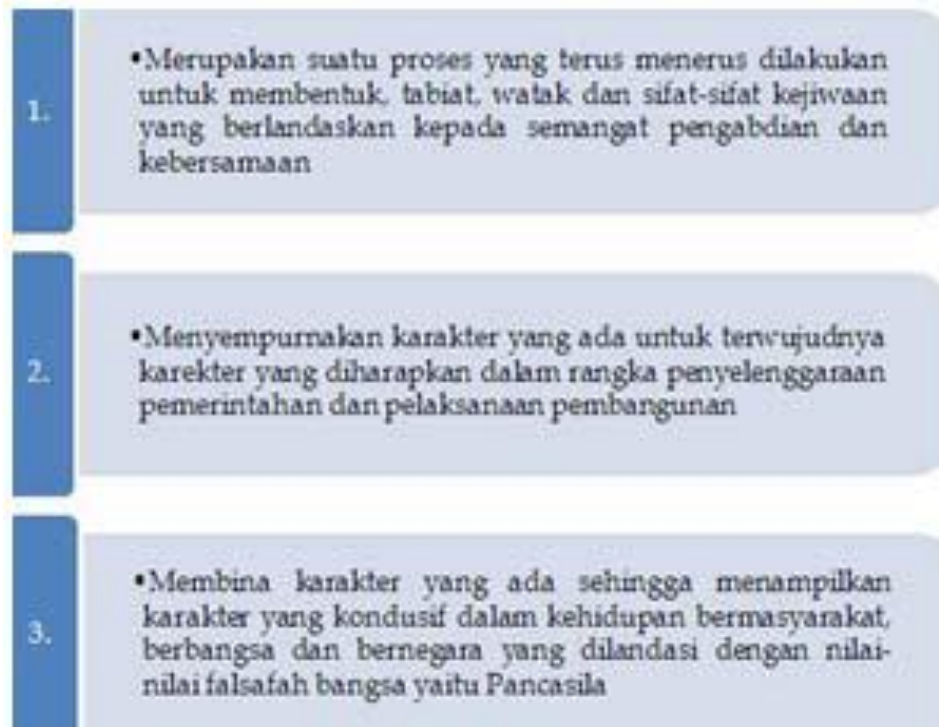 1.
•Merupakan suatu proses yang terus menerus dilakukan
untuk membentuk, tabiat, watak dan sifat-sifat kejiwaan
yang berlandaskan kepada semangat pengabdian dan
kebersamaan
2.
•Menyempurnakan karakter yang ada untuk terwujudnya
karekter yang diharapkan dalam rangka penyelenggaraan
pemerintahan dan pelaksanaan pembangunan
3.
•Membina karakter yang ada sehingga menampilkan
karakter yang kondusif dalam kehidupan bermasyarakat,
berbangsa dan bernegara yang dilandasi dengan nilai-
nilai falsafah bangsa yaitu Pancasila